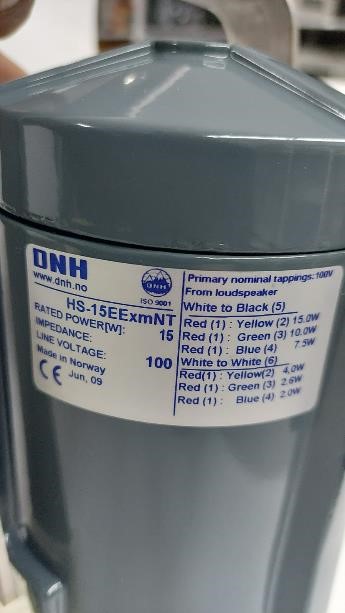 DNH
www.dnh.no
DNH
ISO 9001
HS-15EExmNT
RATED POWER[W]: 15
IMPEDANCE:
LINE VOLTAGE: 100
Made in Norway
CE Jun, 09
Primary nominal tappings: 100V
From loudspeaker
White to Black (5)
Red (1) : Yellow (2) 15.0W
Red (1) : Green (3) 10.0W
Red (1) : Blue (4) 7.5W
White to White (6)
Red(1) : Yellow(2) 4.0W
Red(1) : Green (3) 2.6W
Red (1) : Blue (4) 2.0W